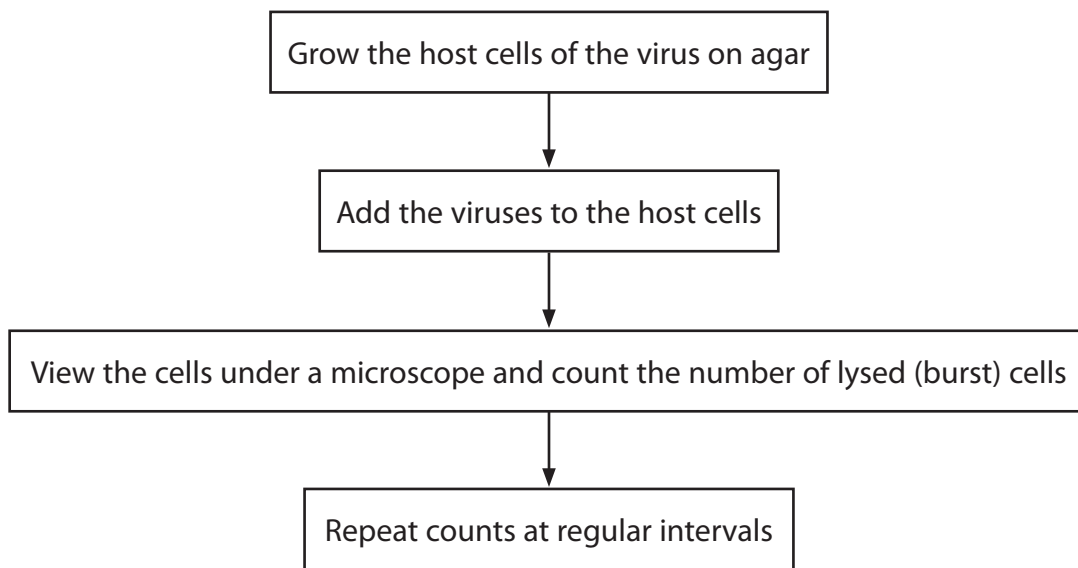 Grow the host cells of the virus on agar
Add the viruses to the host cells
View the cells under a microscope and count the number of lysed (burst) cells
Repeat counts at regular intervals